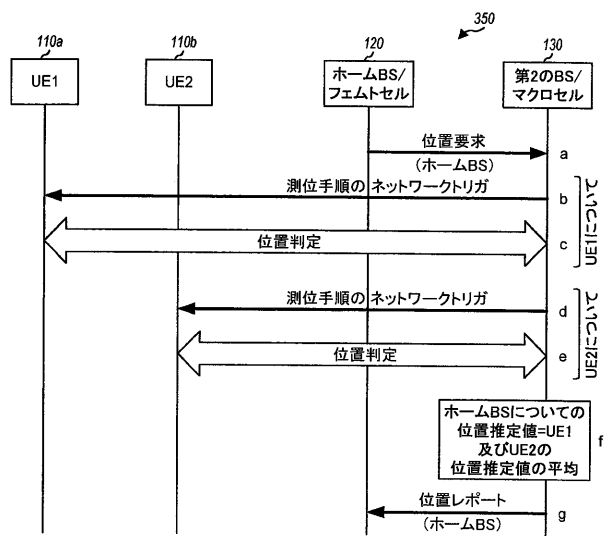 350
110a
110b
120
130
UE1
UE2
ホームBS/
フェムトセル
第2のBS/
マクロセル
位置要求
(ホームBS)
a
測位手順の ネットワークトリガ
b
位置判定
c
UE1について
測位手順の ネットワークトリガ
d
位置判定
e
UE2について
ホームBSについての
位置推定値=UE1
及びUE2の
位置推定値の平均
f
位置レポート
(ホームBS)
g